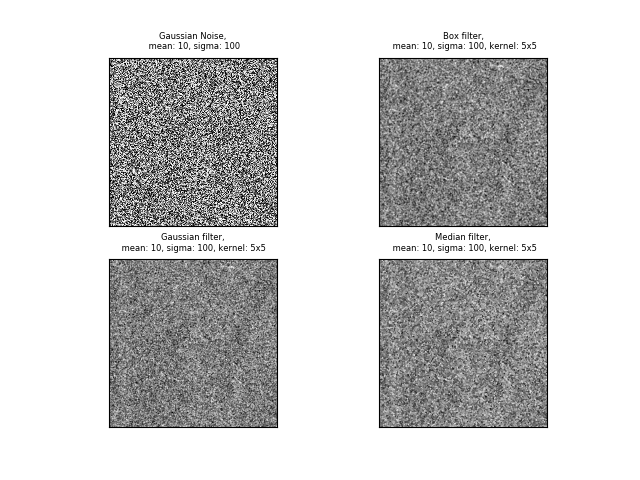 Gaussian Noise,
mean: 10, sigma: 100
Box filter,
mean: 10, sigma: 100, kernel: 5x5
Gaussian filter,
mean: 10, sigma: 100, kernel: 5x5
Median filter,
mean: 10, sigma: 100, kernel: 5x5